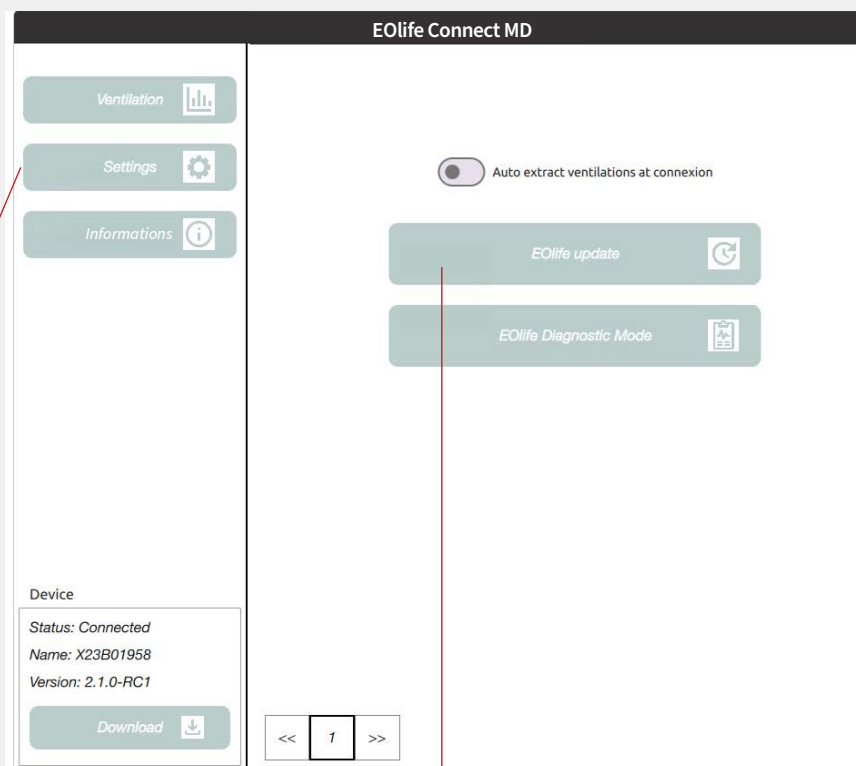 EOlife Connect MD
Ventilation
Settings
Informations
Auto extract ventilations at connexion
EOlife update
EOlife Diagnostic Mode
Device
Status: Connected
Name: X23B01958
Version: 2.1.0-RC1
Download
<< 1 >>